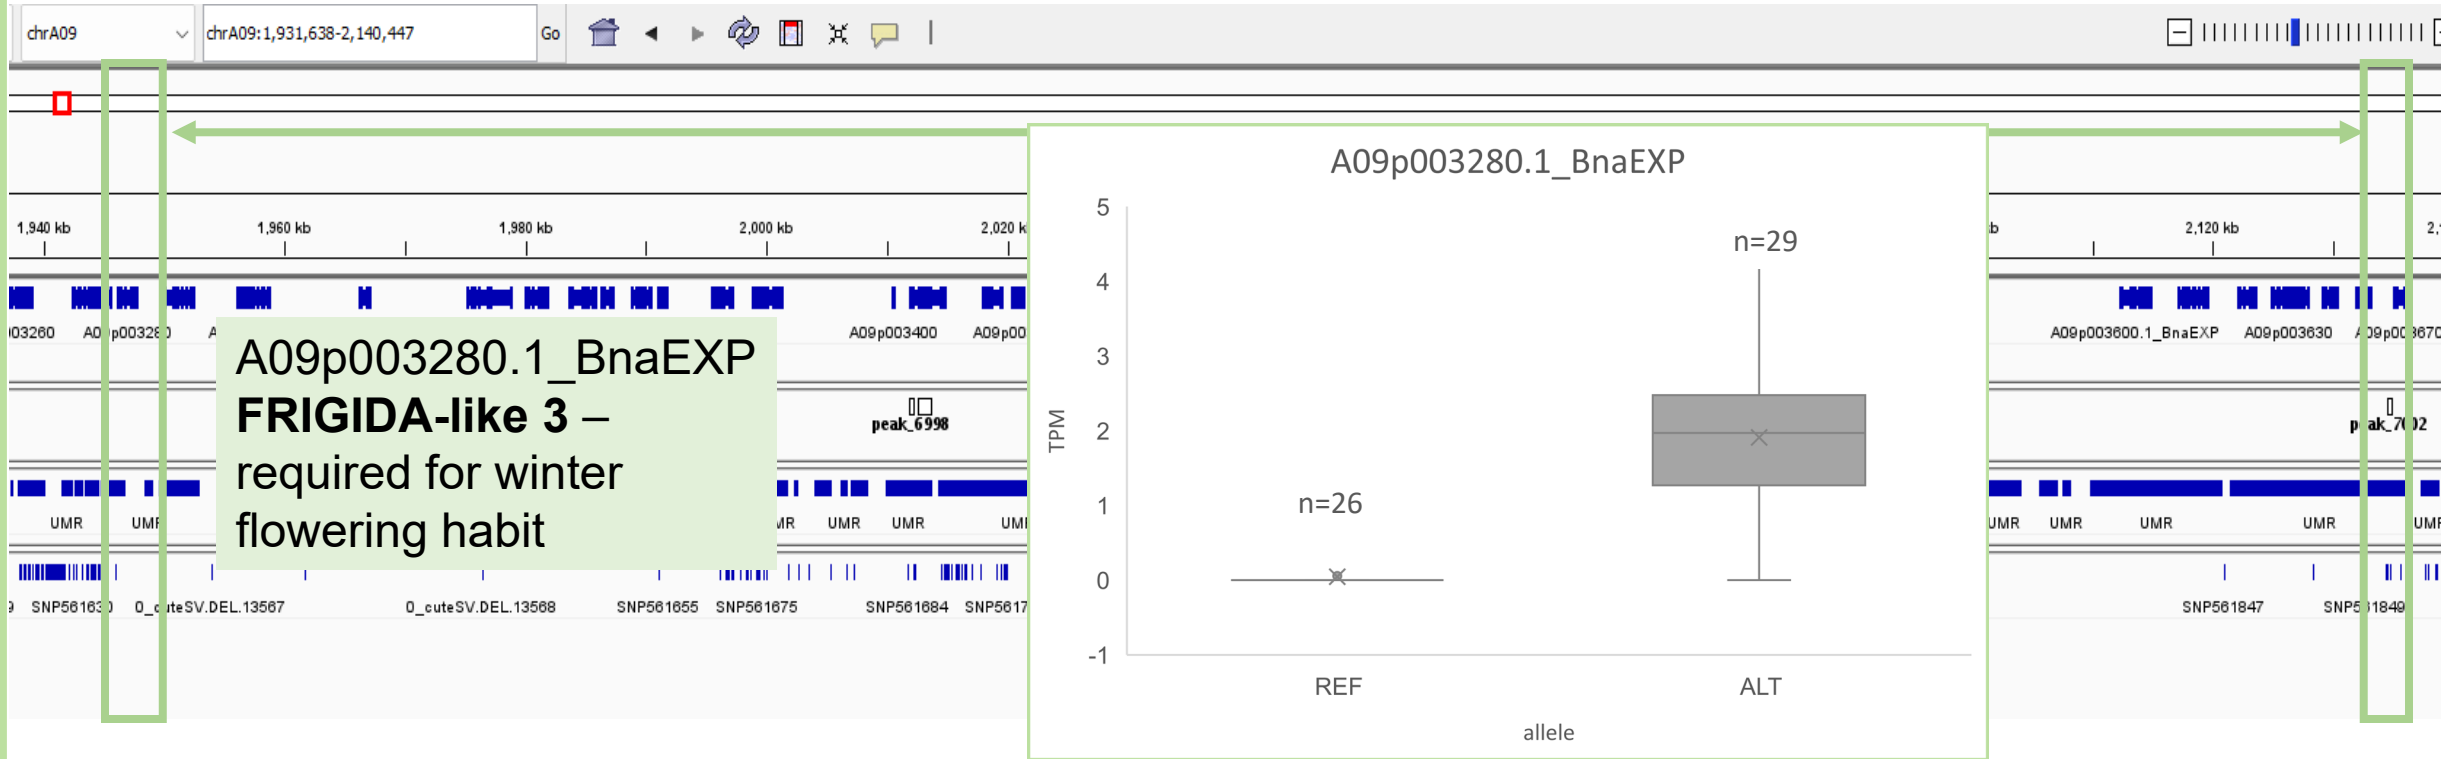 chrA09 chrA09:1,931,638-2,140,447 Go
1,940 kb 1,960 kb 1,980 kb 2,000 kb 2,120 kb
A09p003280.1_BnaEXP
5
4
3
2
1
0
-1
TPM
n=26
n=29
REF ALT
allele
A09p003400 A09p003600.1_BnaEXP A09p003630
A09p003280.1_BnaEXP
FRIGIDA-like 3 –
required for winter
flowering habit
peak_6998 peak_7002
UMR UMR UMR UMR UMR UMR UMR
SNP561630 0_cuteSV.DEL.13567 0_cuteSV.DEL.13568 SNP561655 SNP561675 SNP561684 SNP561847 SNP561849